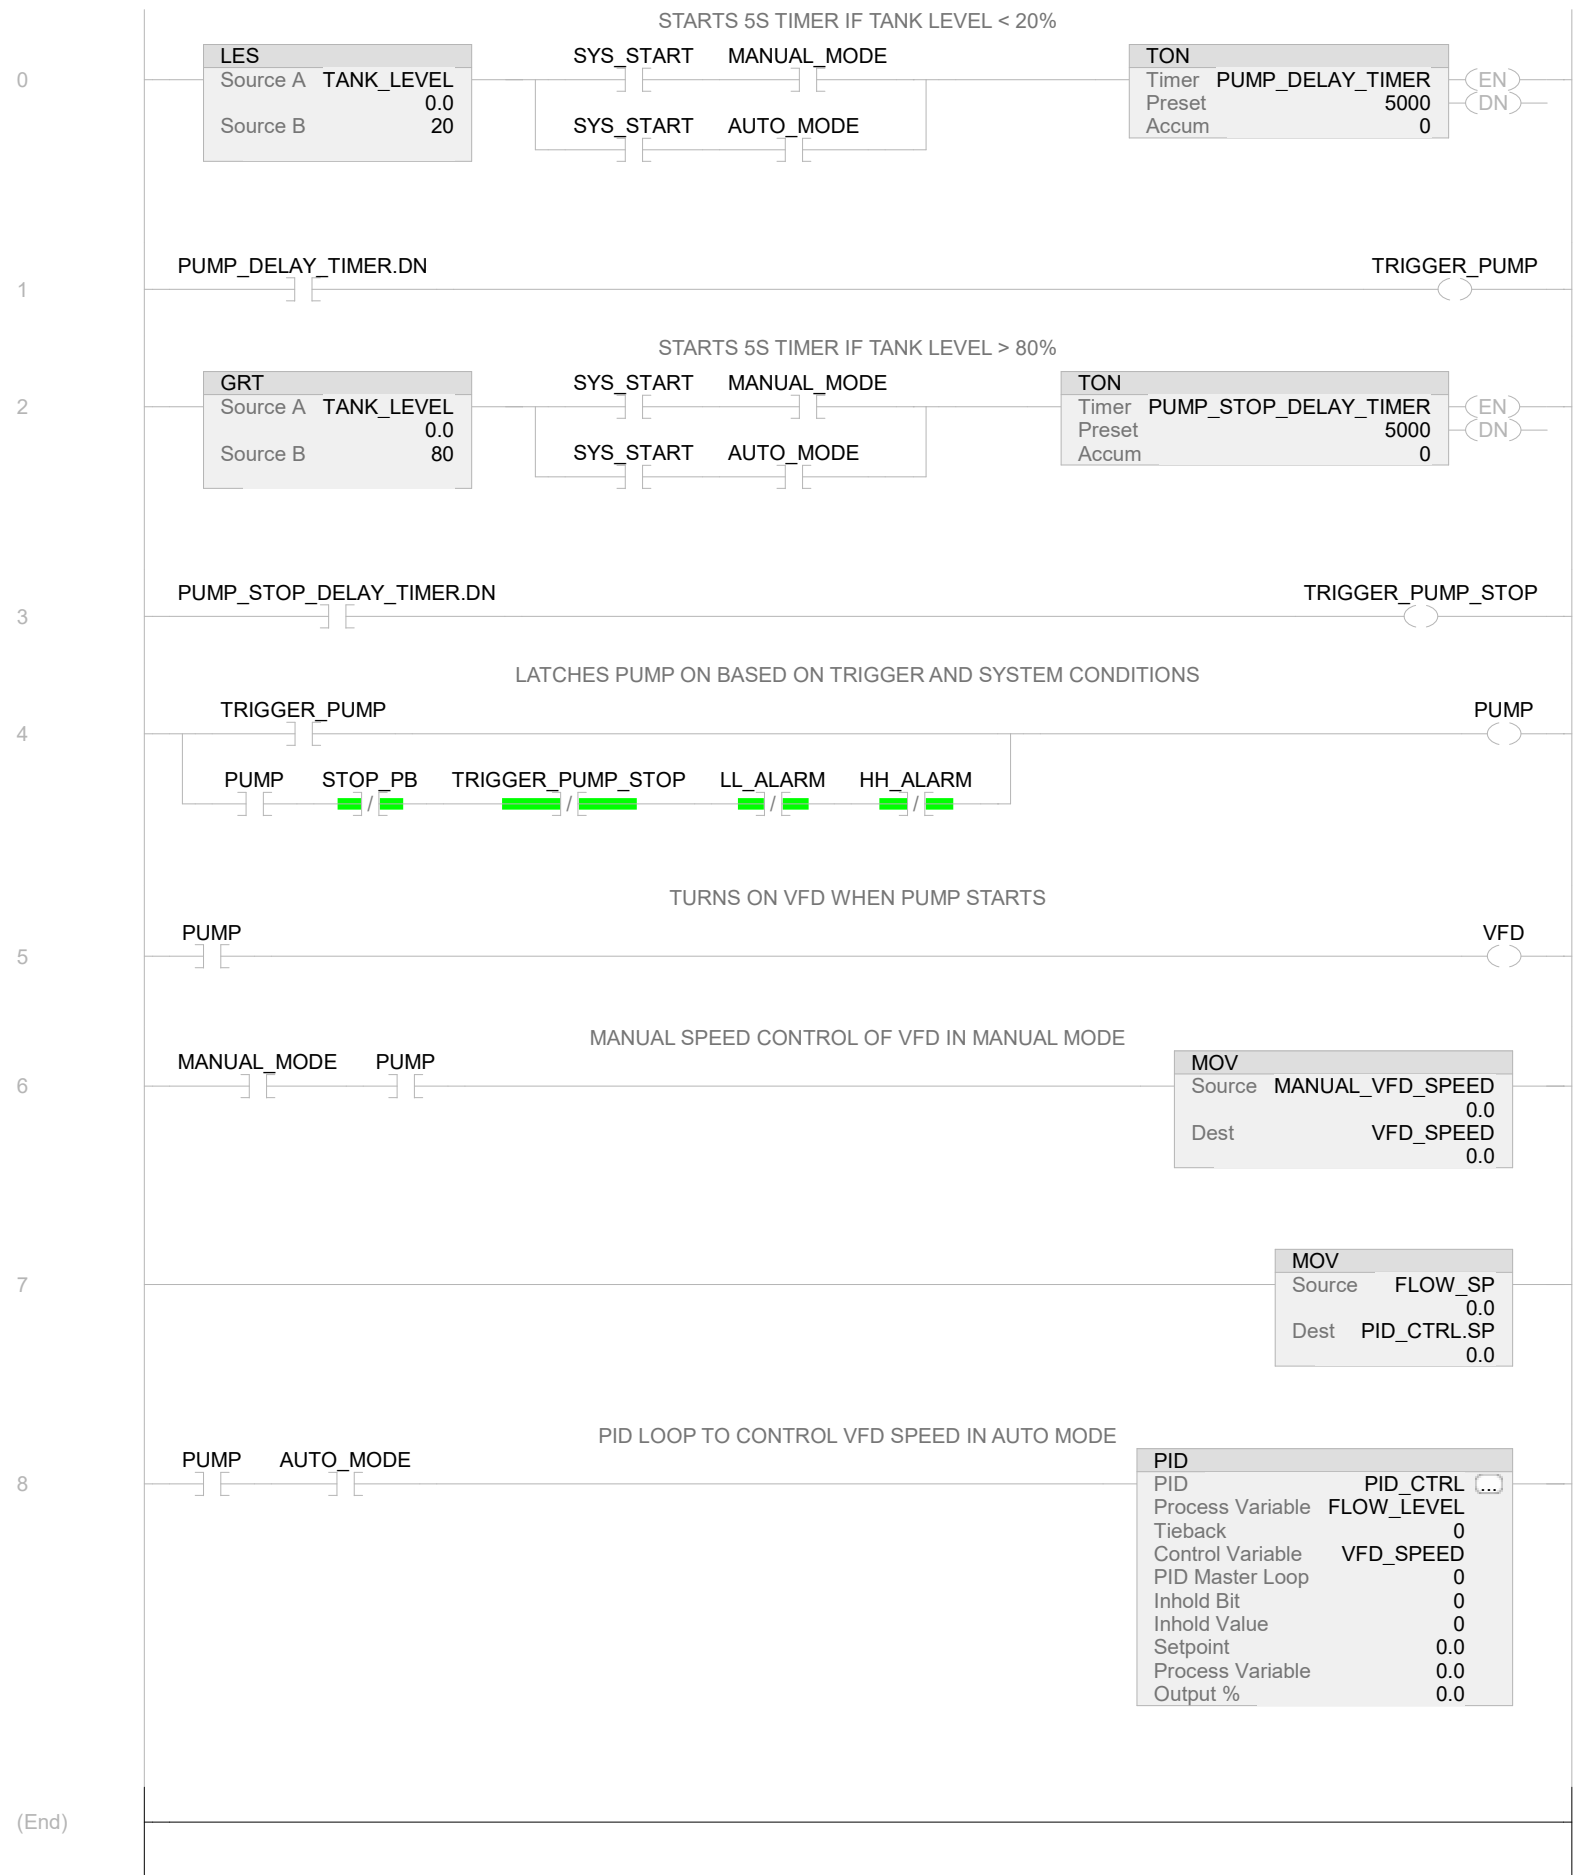 STARTS 5S TIMER IF TANK LEVEL < 20%
0
LES
Source A TANK_LEVEL
0.0
Source B 20
SYS_START MANUAL_MODE
SYS_START AUTO_MODE
TON
Timer PUMP_DELAY_TIMER
Preset 5000
Accum 0
EN
DN
1
PUMP_DELAY_TIMER.DN
TRIGGER_PUMP
STARTS 5S TIMER IF TANK LEVEL > 80%
2
GRT
Source A TANK_LEVEL
0.0
Source B 80
SYS_START MANUAL_MODE
SYS_START AUTO_MODE
TON
Timer PUMP_STOP_DELAY_TIMER
Preset 5000
Accum 0
EN
DN
3
PUMP_STOP_DELAY_TIMER.DN
TRIGGER_PUMP_STOP
LATCHES PUMP ON BASED ON TRIGGER AND SYSTEM CONDITIONS
4
TRIGGER_PUMP
PUMP
PUMP STOP_PB TRIGGER_PUMP_STOP LL_ALARM HH_ALARM
/ / / /
TURNS ON VFD WHEN PUMP STARTS
5
PUMP
VFD
MANUAL SPEED CONTROL OF VFD IN MANUAL MODE
6
MANUAL_MODE PUMP
MOV
Source MANUAL_VFD_SPEED
0.0
Dest VFD_SPEED
0.0
7
MOV
Source FLOW_SP
0.0
Dest PID_CTRL.SP
0.0
PID LOOP TO CONTROL VFD SPEED IN AUTO MODE
8
PUMP AUTO_MODE
PID
PID PID_CTRL ...
Process Variable FLOW_LEVEL
Tieback 0
Control Variable VFD_SPEED
PID Master Loop 0
Inhold Bit 0
Inhold Value 0
Setpoint 0.0
Process Variable 0.0
Output % 0.0
(End)